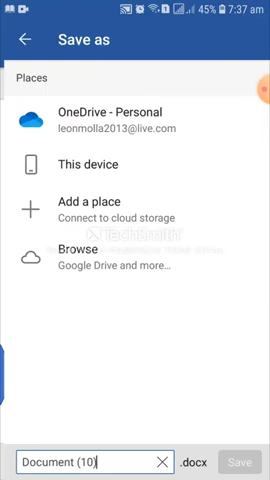 45% 7:37 am
Save as
Places
OneDrive - Personal
leonmolla2013@live.com
This device
Add a place
Connect to cloud storage
TechSmith
Browse
Google Drive and more...
Document (10) .docx Save